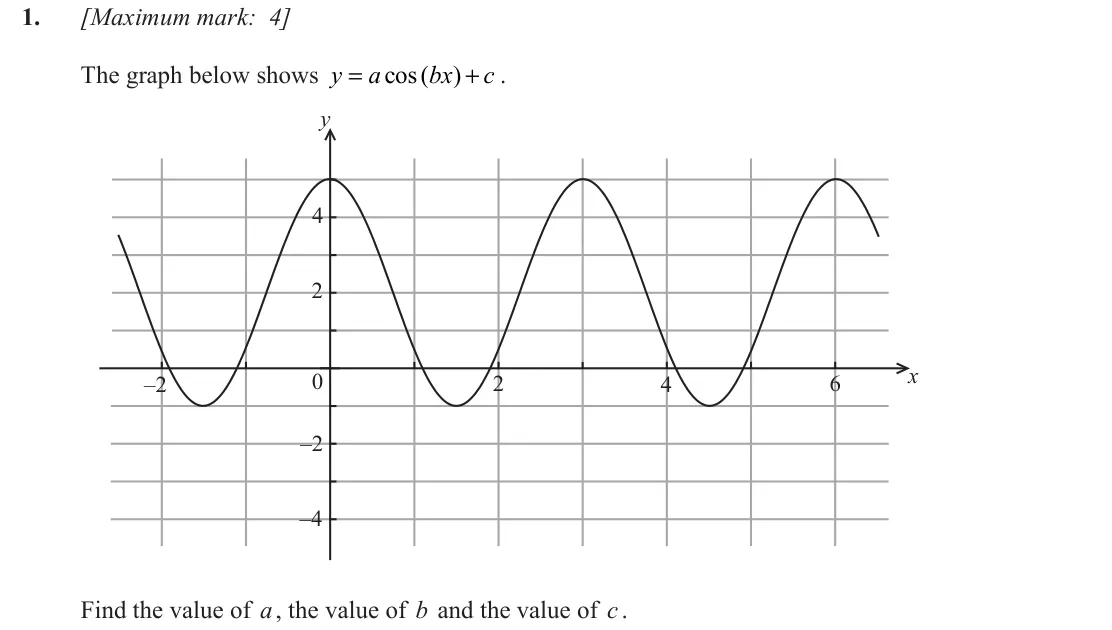 1. [Maximum mark: 4]
The graph below shows y = a cos(bx) + c .
y
4
2
–2 0 2 4 6 x
–2
–4
Find the value of a, the value of b and the value of c.